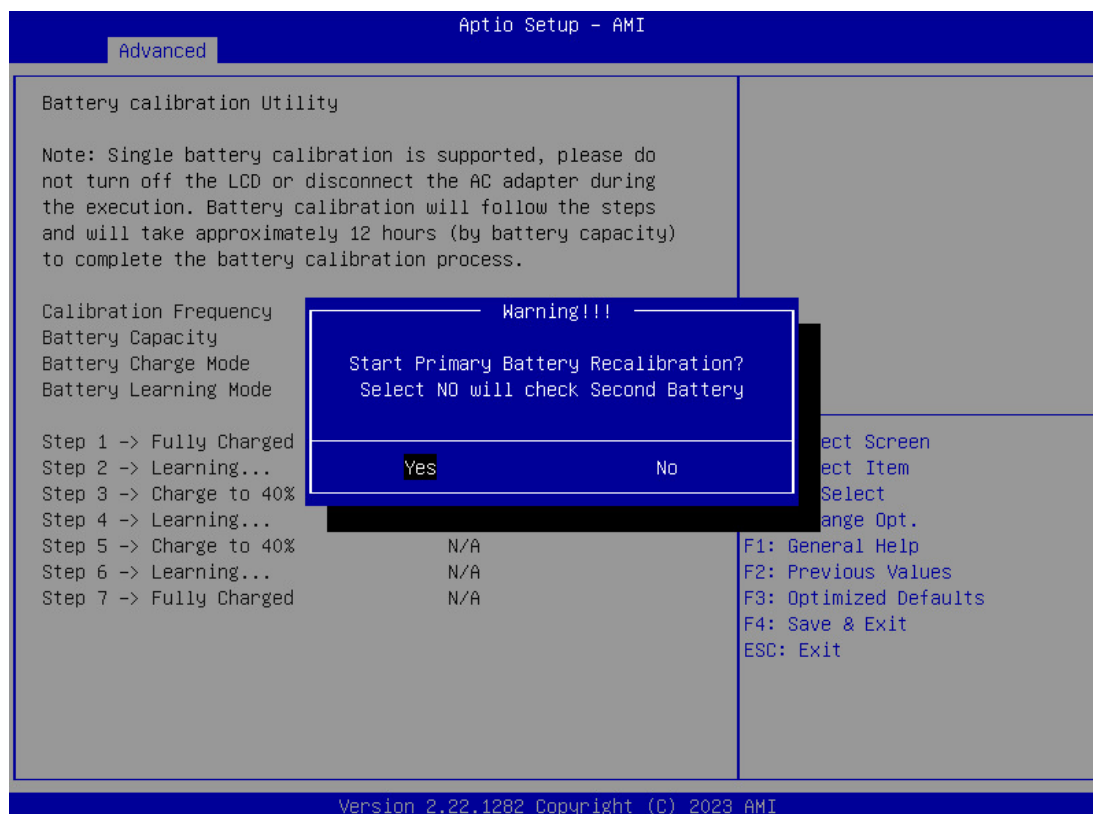 Aptio Setup – AMI
Advanced
Battery calibration Utility
Note: Single battery calibration is supported, please do
not turn off the LCD or disconnect the AC adapter during
the execution. Battery calibration will follow the steps
and will take approximately 12 hours (by battery capacity)
to complete the battery calibration process.
Calibration Frequency
Battery Capacity
Battery Charge Mode
Battery Learning Mode
Warning!!!
Start Primary Battery Recalibration?
Select NO will check Second Battery
Yes No
Step 1 -> Fully Charged
Step 2 -> Learning...
Step 3 -> Charge to 40%
Step 4 -> Learning...
Step 5 -> Charge to 40% N/A
Step 6 -> Learning... N/A
Step 7 -> Fully Charged N/A
ect Screen
ect Item
Select
ange Opt.
F1: General Help
F2: Previous Values
F3: Optimized Defaults
F4: Save & Exit
ESC: Exit
Version 2.22.1282 Copyright (C) 2023 AMI